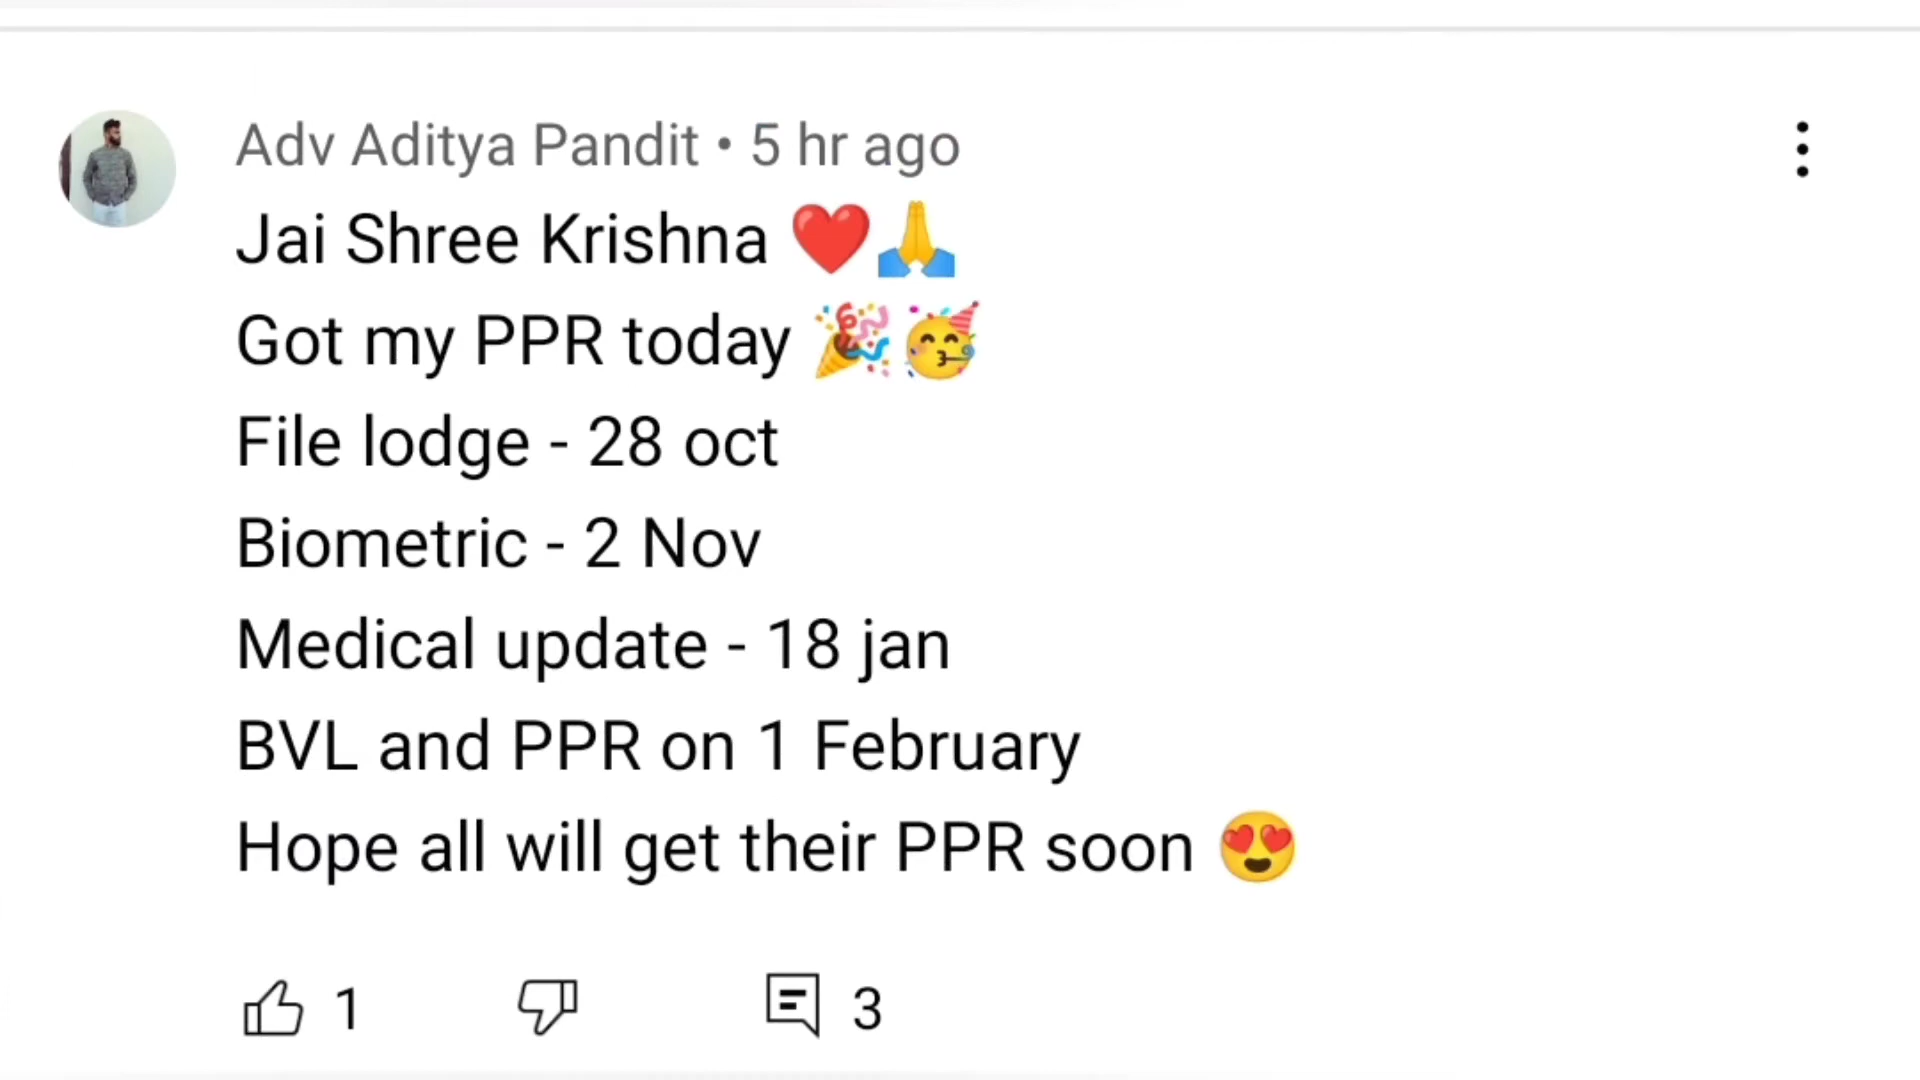 Adv Aditya Pandit • 5 hr ago
Jai Shree Krishna ❤️🙏
Got my PPR today 🎉🥳
File lodge - 28 oct
Biometric - 2 Nov
Medical update - 18 jan
BVL and PPR on 1 February
Hope all will get their PPR soon 😍
1 3